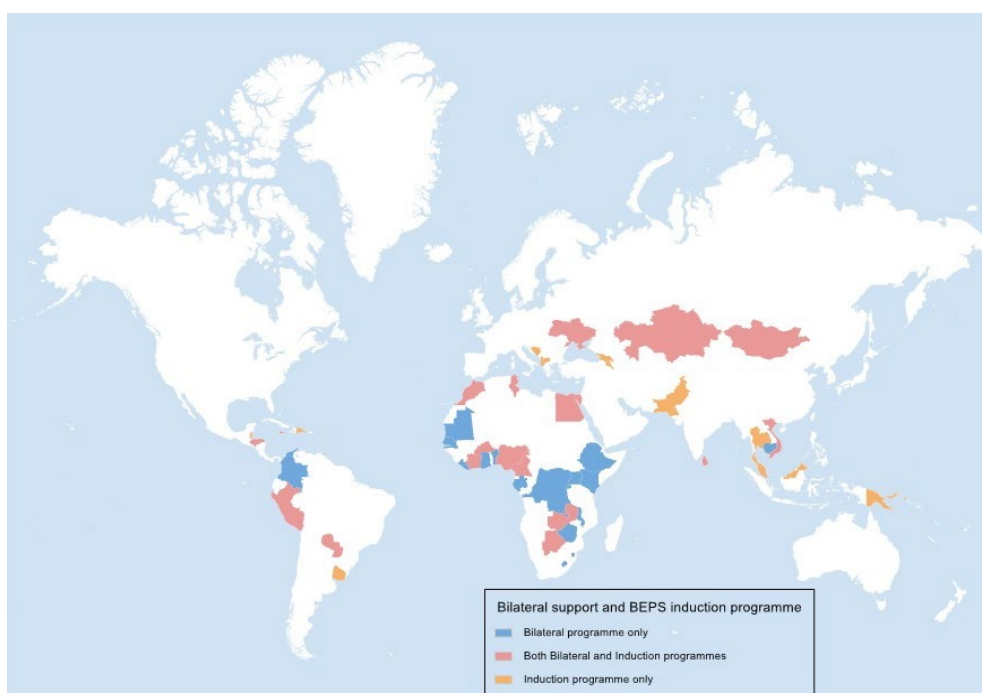 Bilateral support and BEPS induction programme
Bilateral programme only
Both Bilateral and Induction programmes
Induction programme only